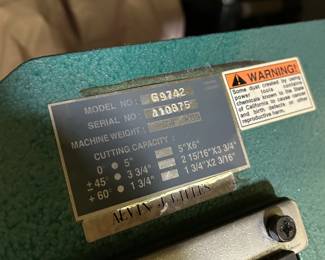 MODEL NO: G9742
SERIAL NO: A10875
MACHINE WEIGHT:
CUTTING CAPACITY:
0° 5" 5"X6"
±45° 3 3/4" 2 15/16"X3 3/4"
+60° 1 3/4" 1 3/4"X2 3/16"
WARNING!
Some dust created by using
power tools contains
chemicals known to the State
of California to cause cancer
and birth defects or other
reproductive harm.